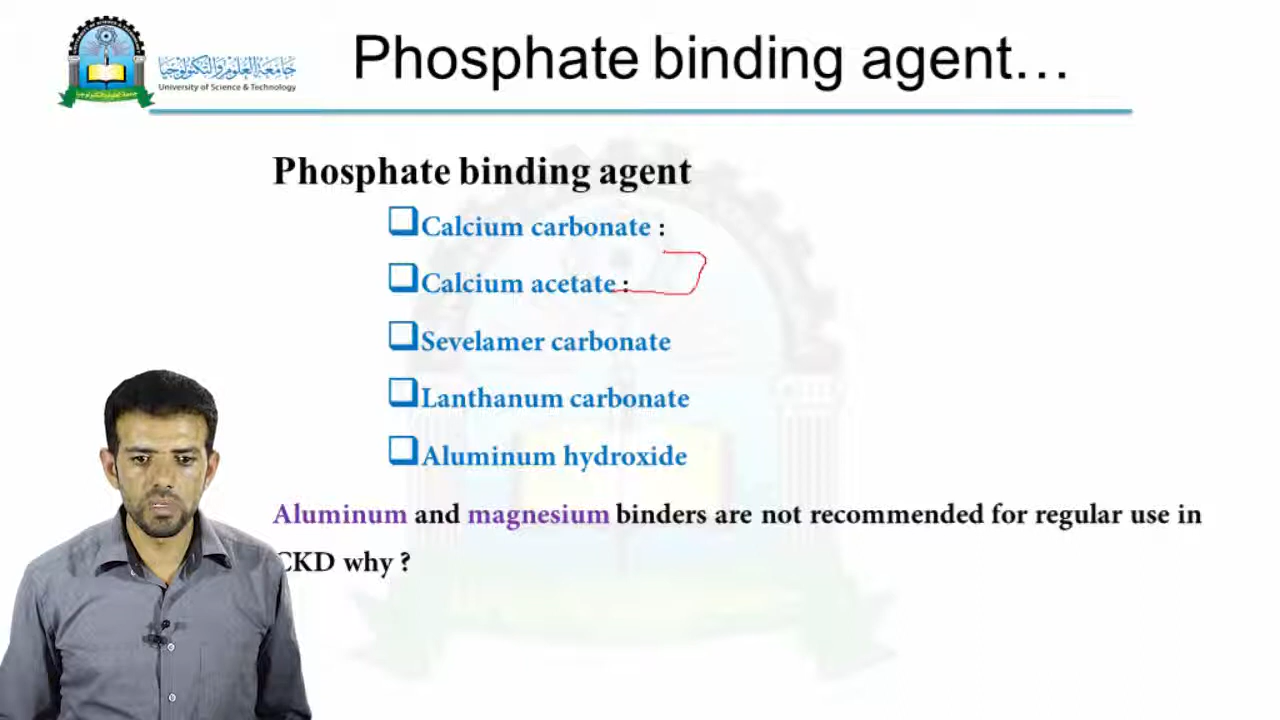 Phosphate binding agent…
جامعة العلوم والتكنولوجيا
University of Science & Technology
Phosphate binding agent
Calcium carbonate :
Calcium acetate :
Sevelamer carbonate
Lanthanum carbonate
Aluminum hydroxide
Aluminum and magnesium binders are not recommended for regular use in
CKD why ?